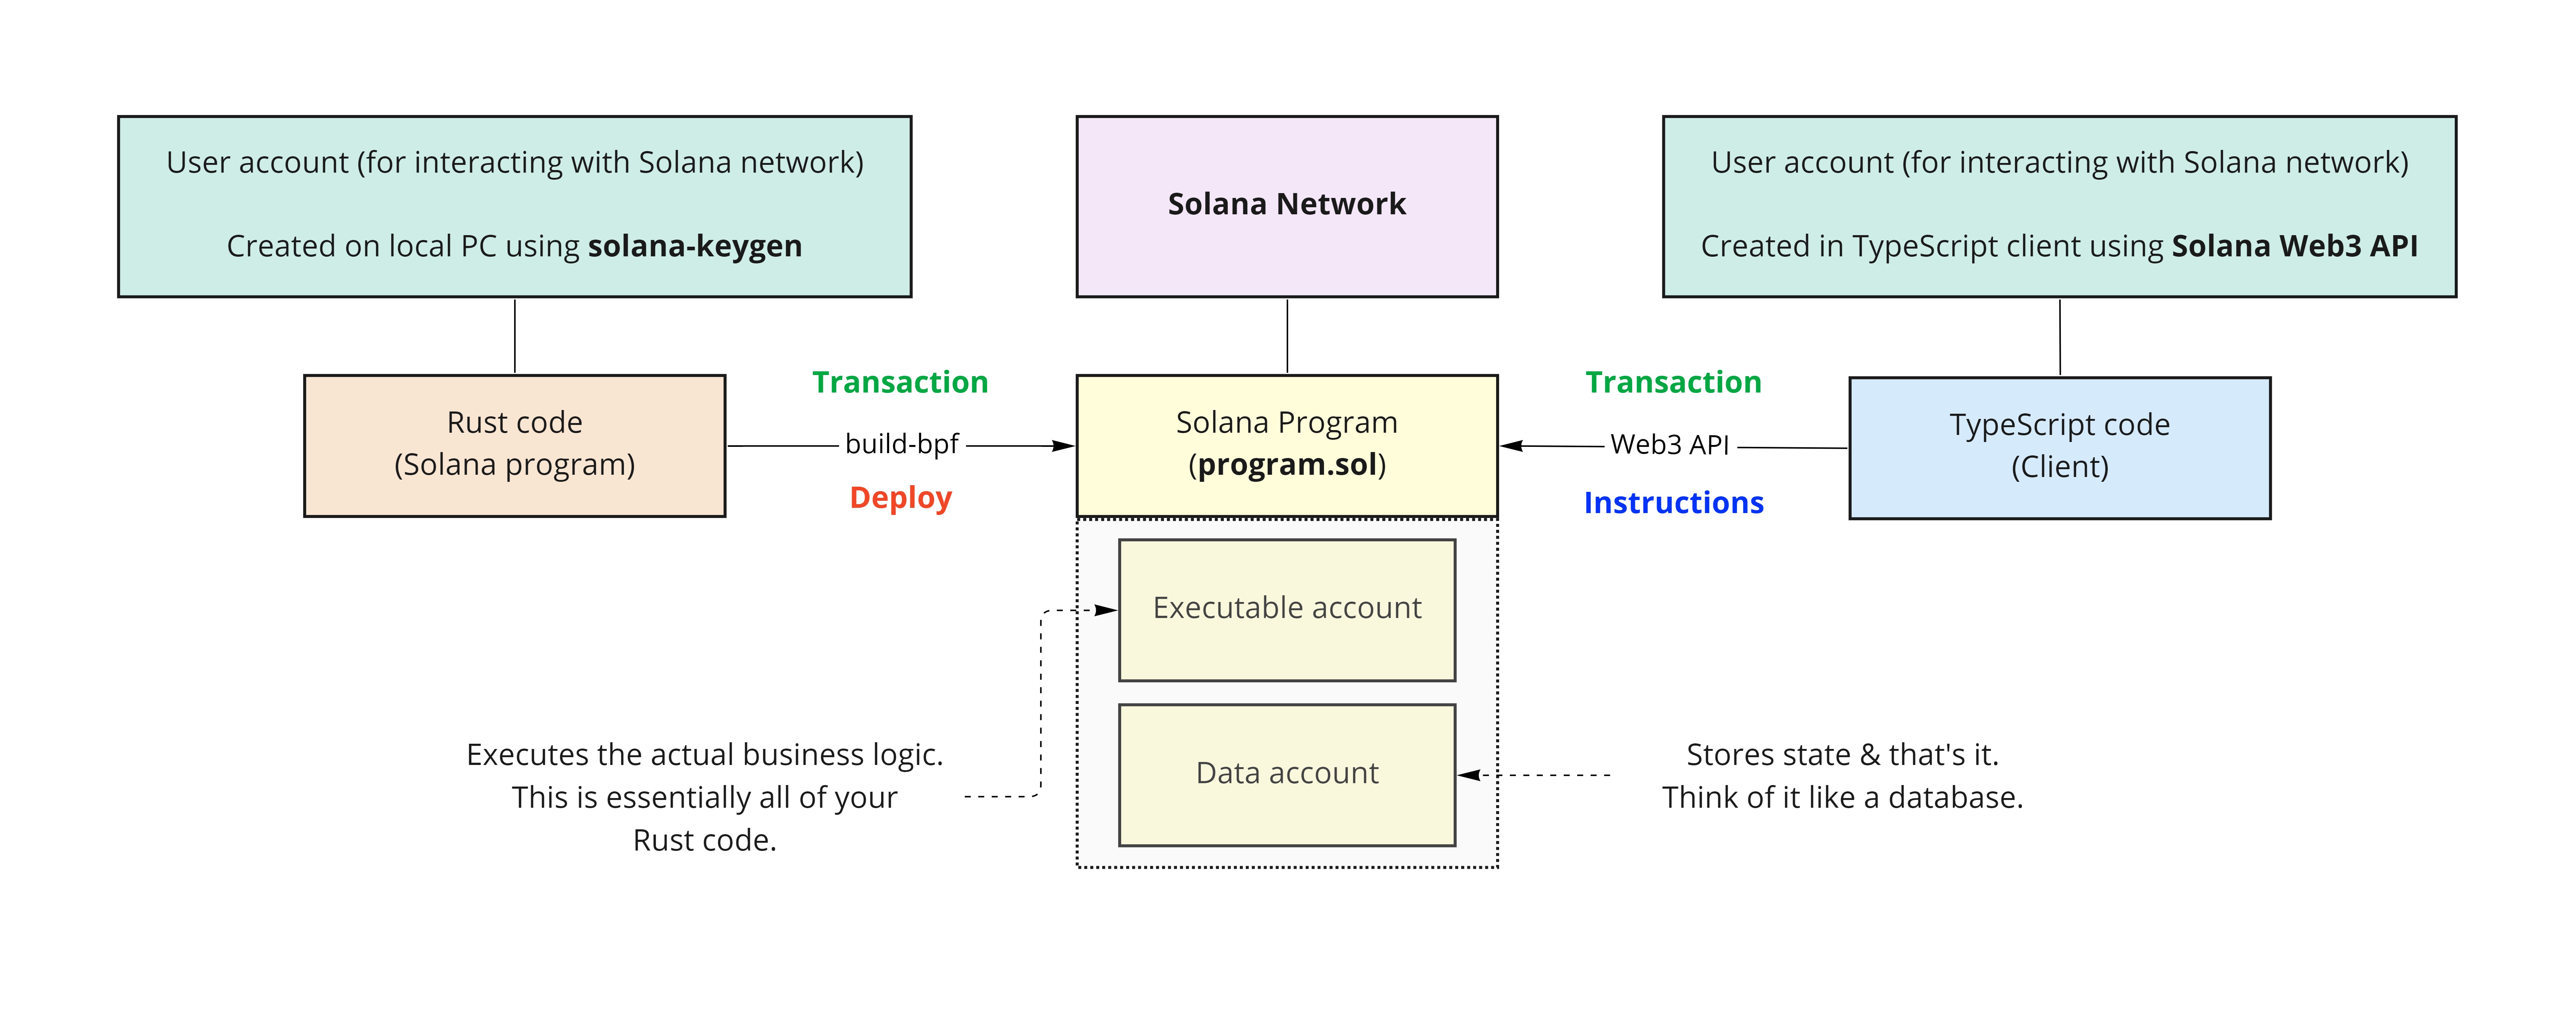 User account (for interacting with Solana network)
Created on local PC using solana-keygen
Solana Network
User account (for interacting with Solana network)
Created in TypeScript client using Solana Web3 API
Rust code
(Solana program)
Transaction
build-bpf
Deploy
Solana Program
(program.sol)
Transaction
Web3 API
Instructions
TypeScript code
(Client)
Executable account
Data account
Executes the actual business logic.
This is essentially all of your
Rust code.
Stores state & that's it.
Think of it like a database.